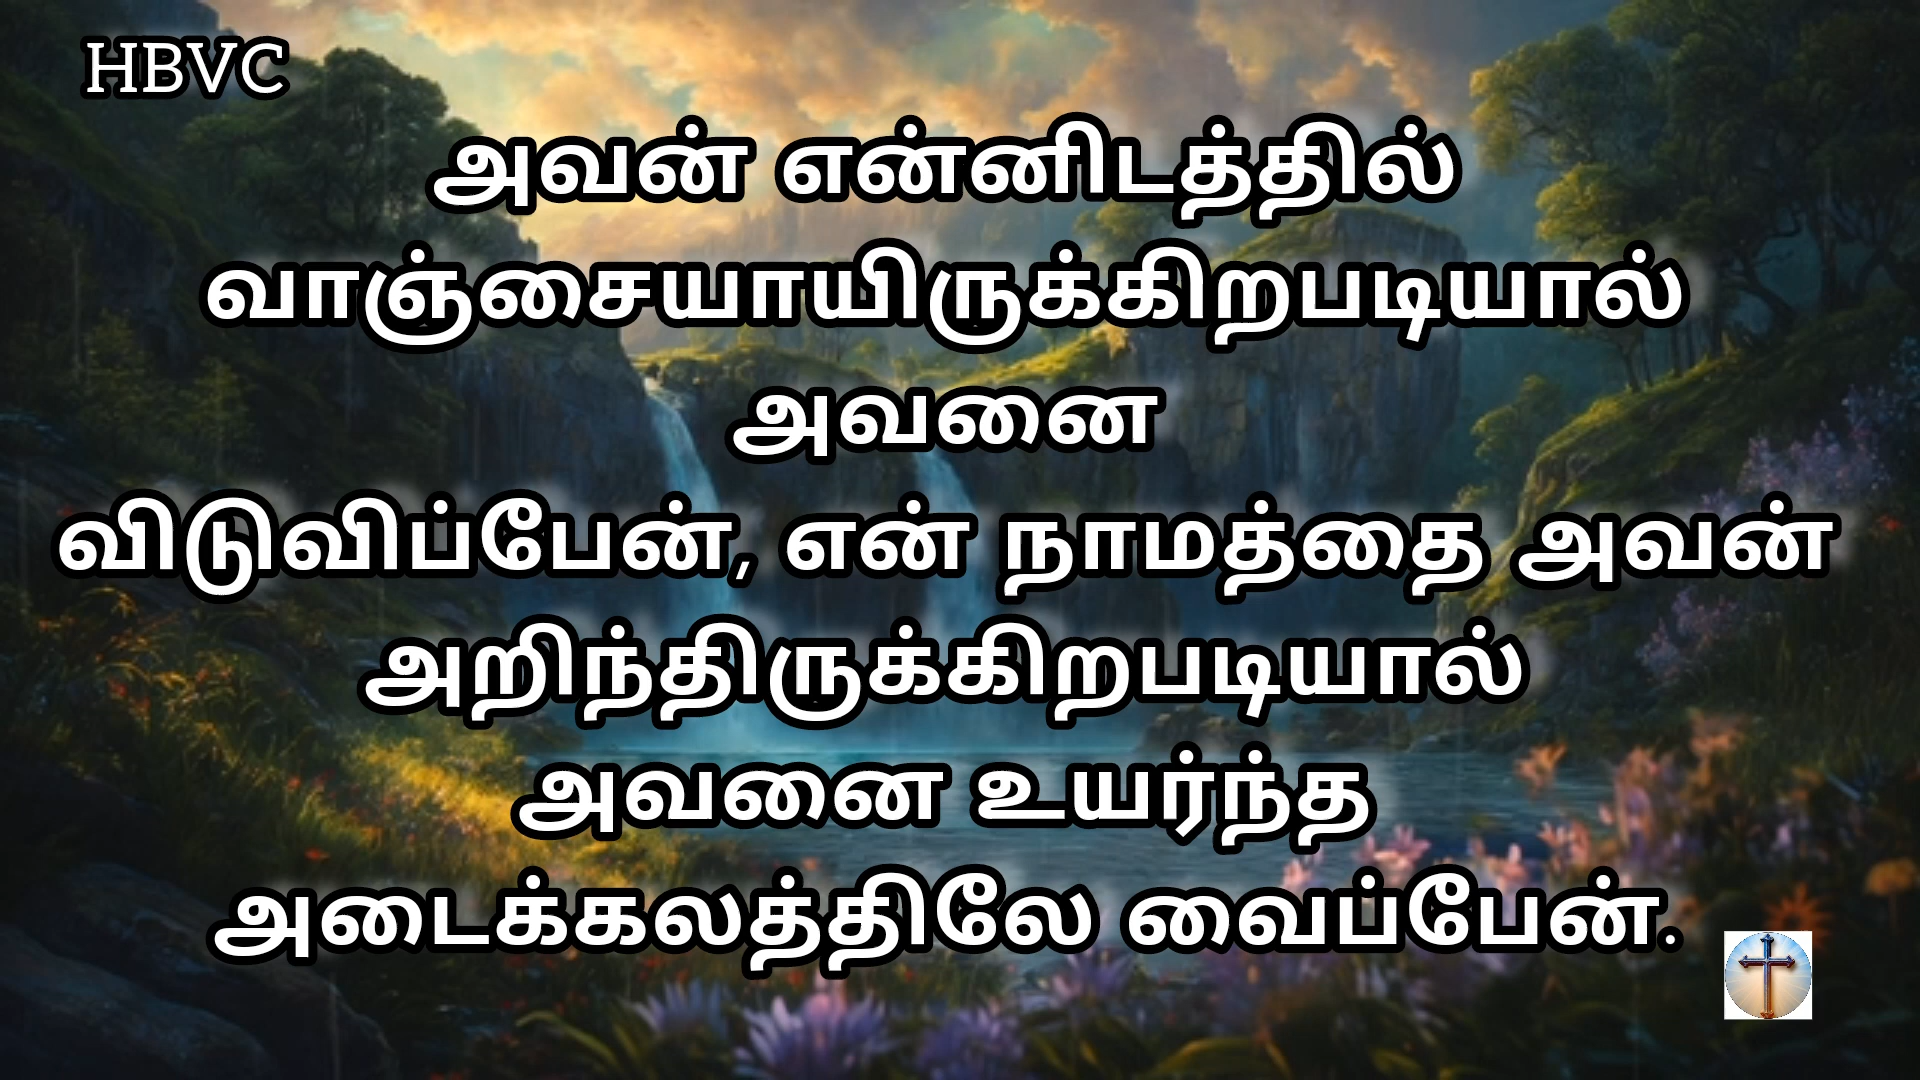 HBVC
அவன் என்னிடத்தில்
வாஞ்சையாயிருக்கிறபடியால்
அவனை
விடுவிப்பேன், என் நாமத்தை அவன்
அறிந்திருக்கிறபடியால்
அவனை உயர்ந்த
அடைக்கலத்திலே வைப்பேன்.